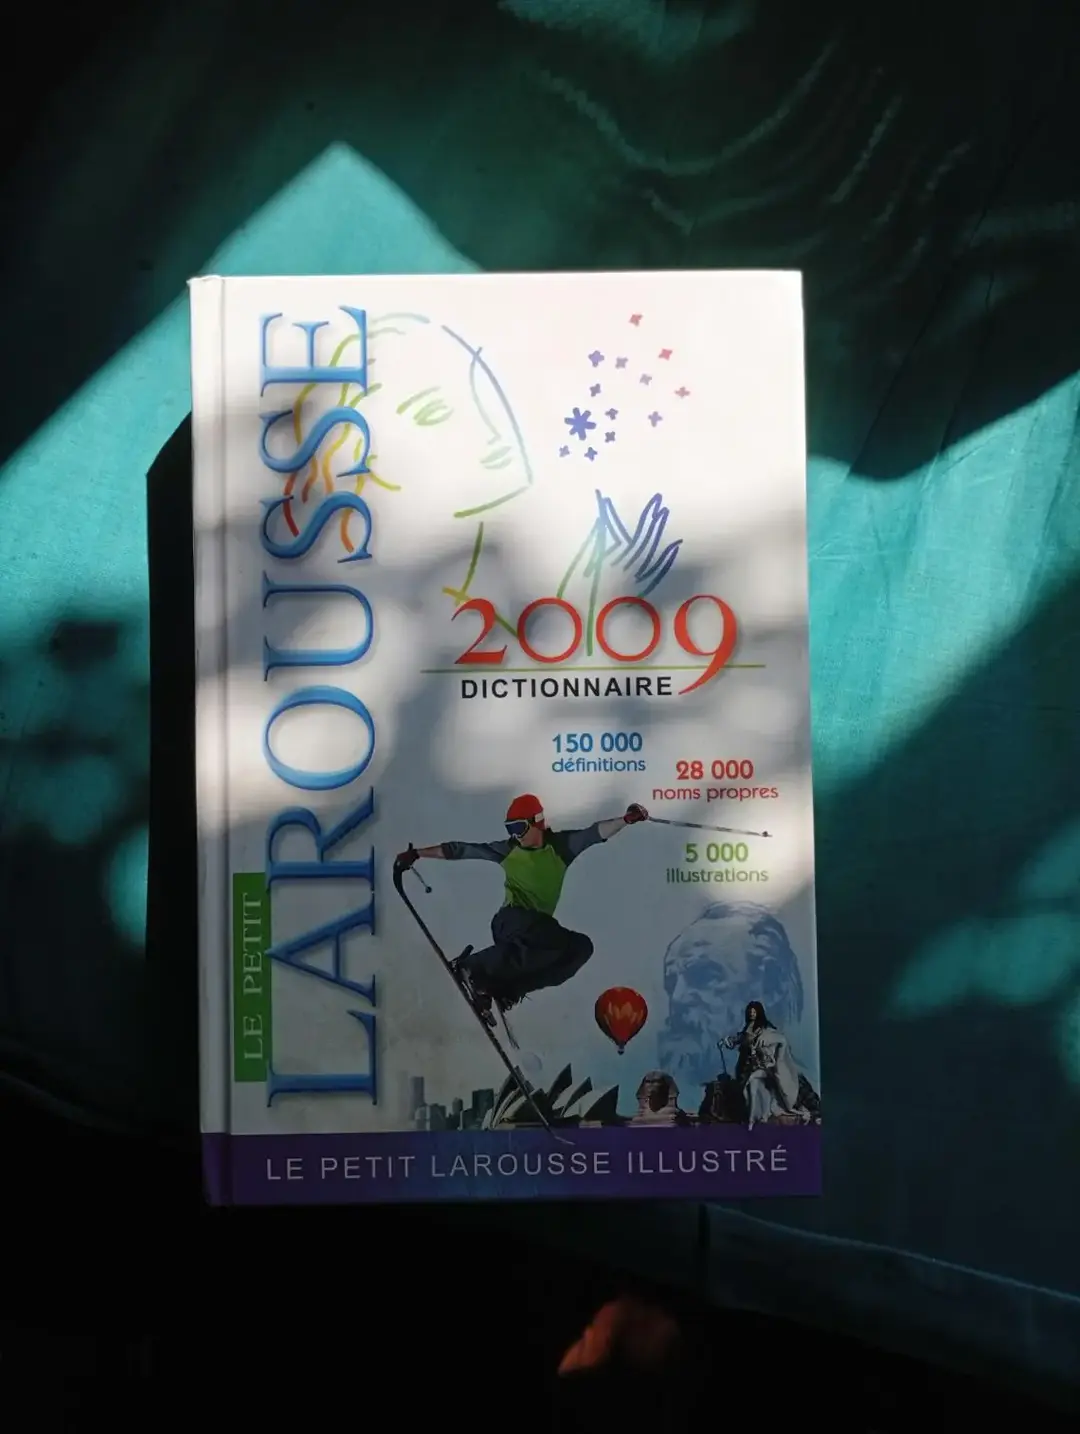 LE PETIT
LAROUSSE
2009
DICTIONNAIRE
150 000
définitions
28 000
noms propres
5 000
illustrations
LE PETIT LAROUSSE ILLUSTRÉ